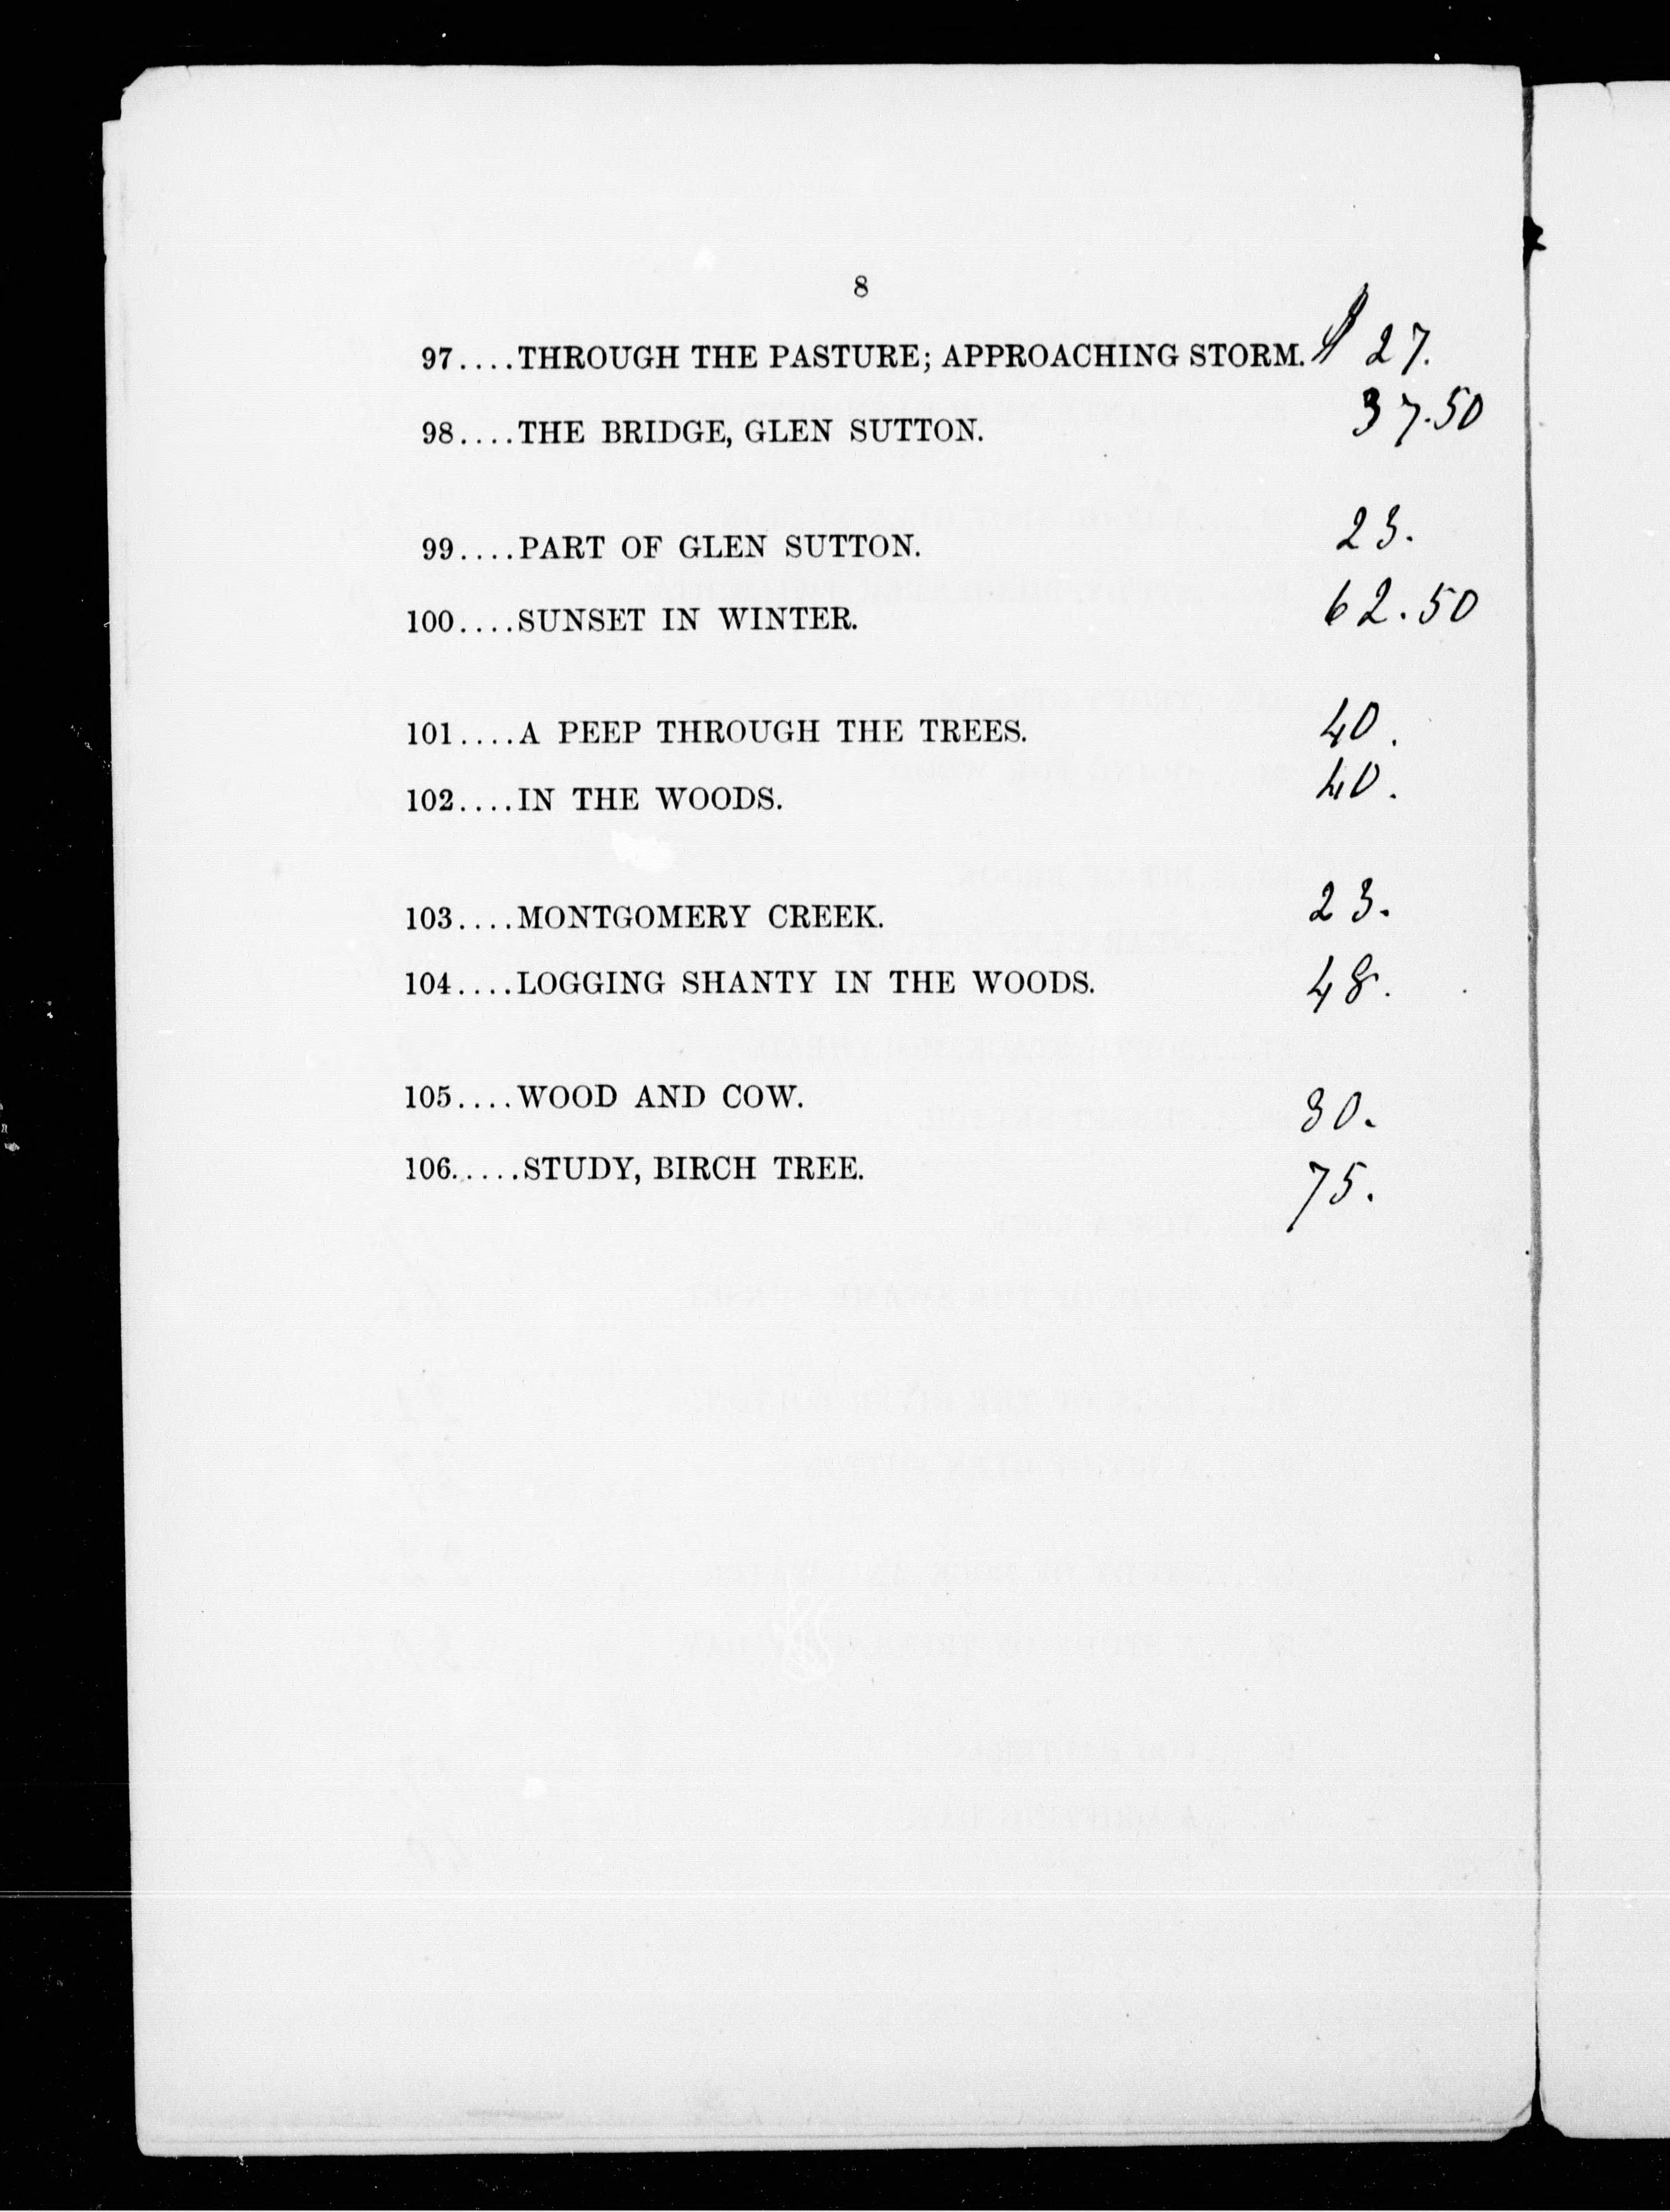 8
97....THROUGH THE PASTURE; APPROACHING STORM. $ 27.
98....THE BRIDGE, GLEN SUTTON. 37.50
99....PART OF GLEN SUTTON. 23.
100....SUNSET IN WINTER. 62.50
101....A PEEP THROUGH THE TREES. 40.
102....IN THE WOODS. 40.
103....MONTGOMERY CREEK. 23.
104....LOGGING SHANTY IN THE WOODS. 48.
105....WOOD AND COW. 30.
106.....STUDY, BIRCH TREE. 75.